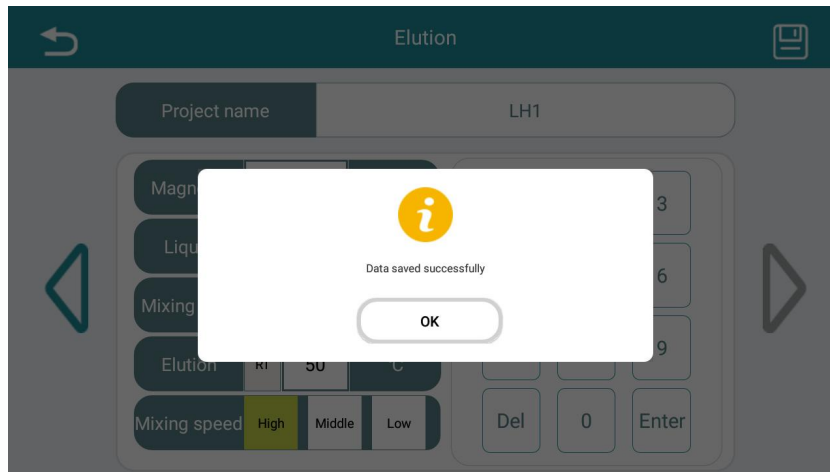 Elution
Project name LH1
Magn
Liqu
Mixing
Data saved successfully
OK
Elution RT 50 °C
Mixing speed High Middle Low
3
6
9
Del 0 Enter